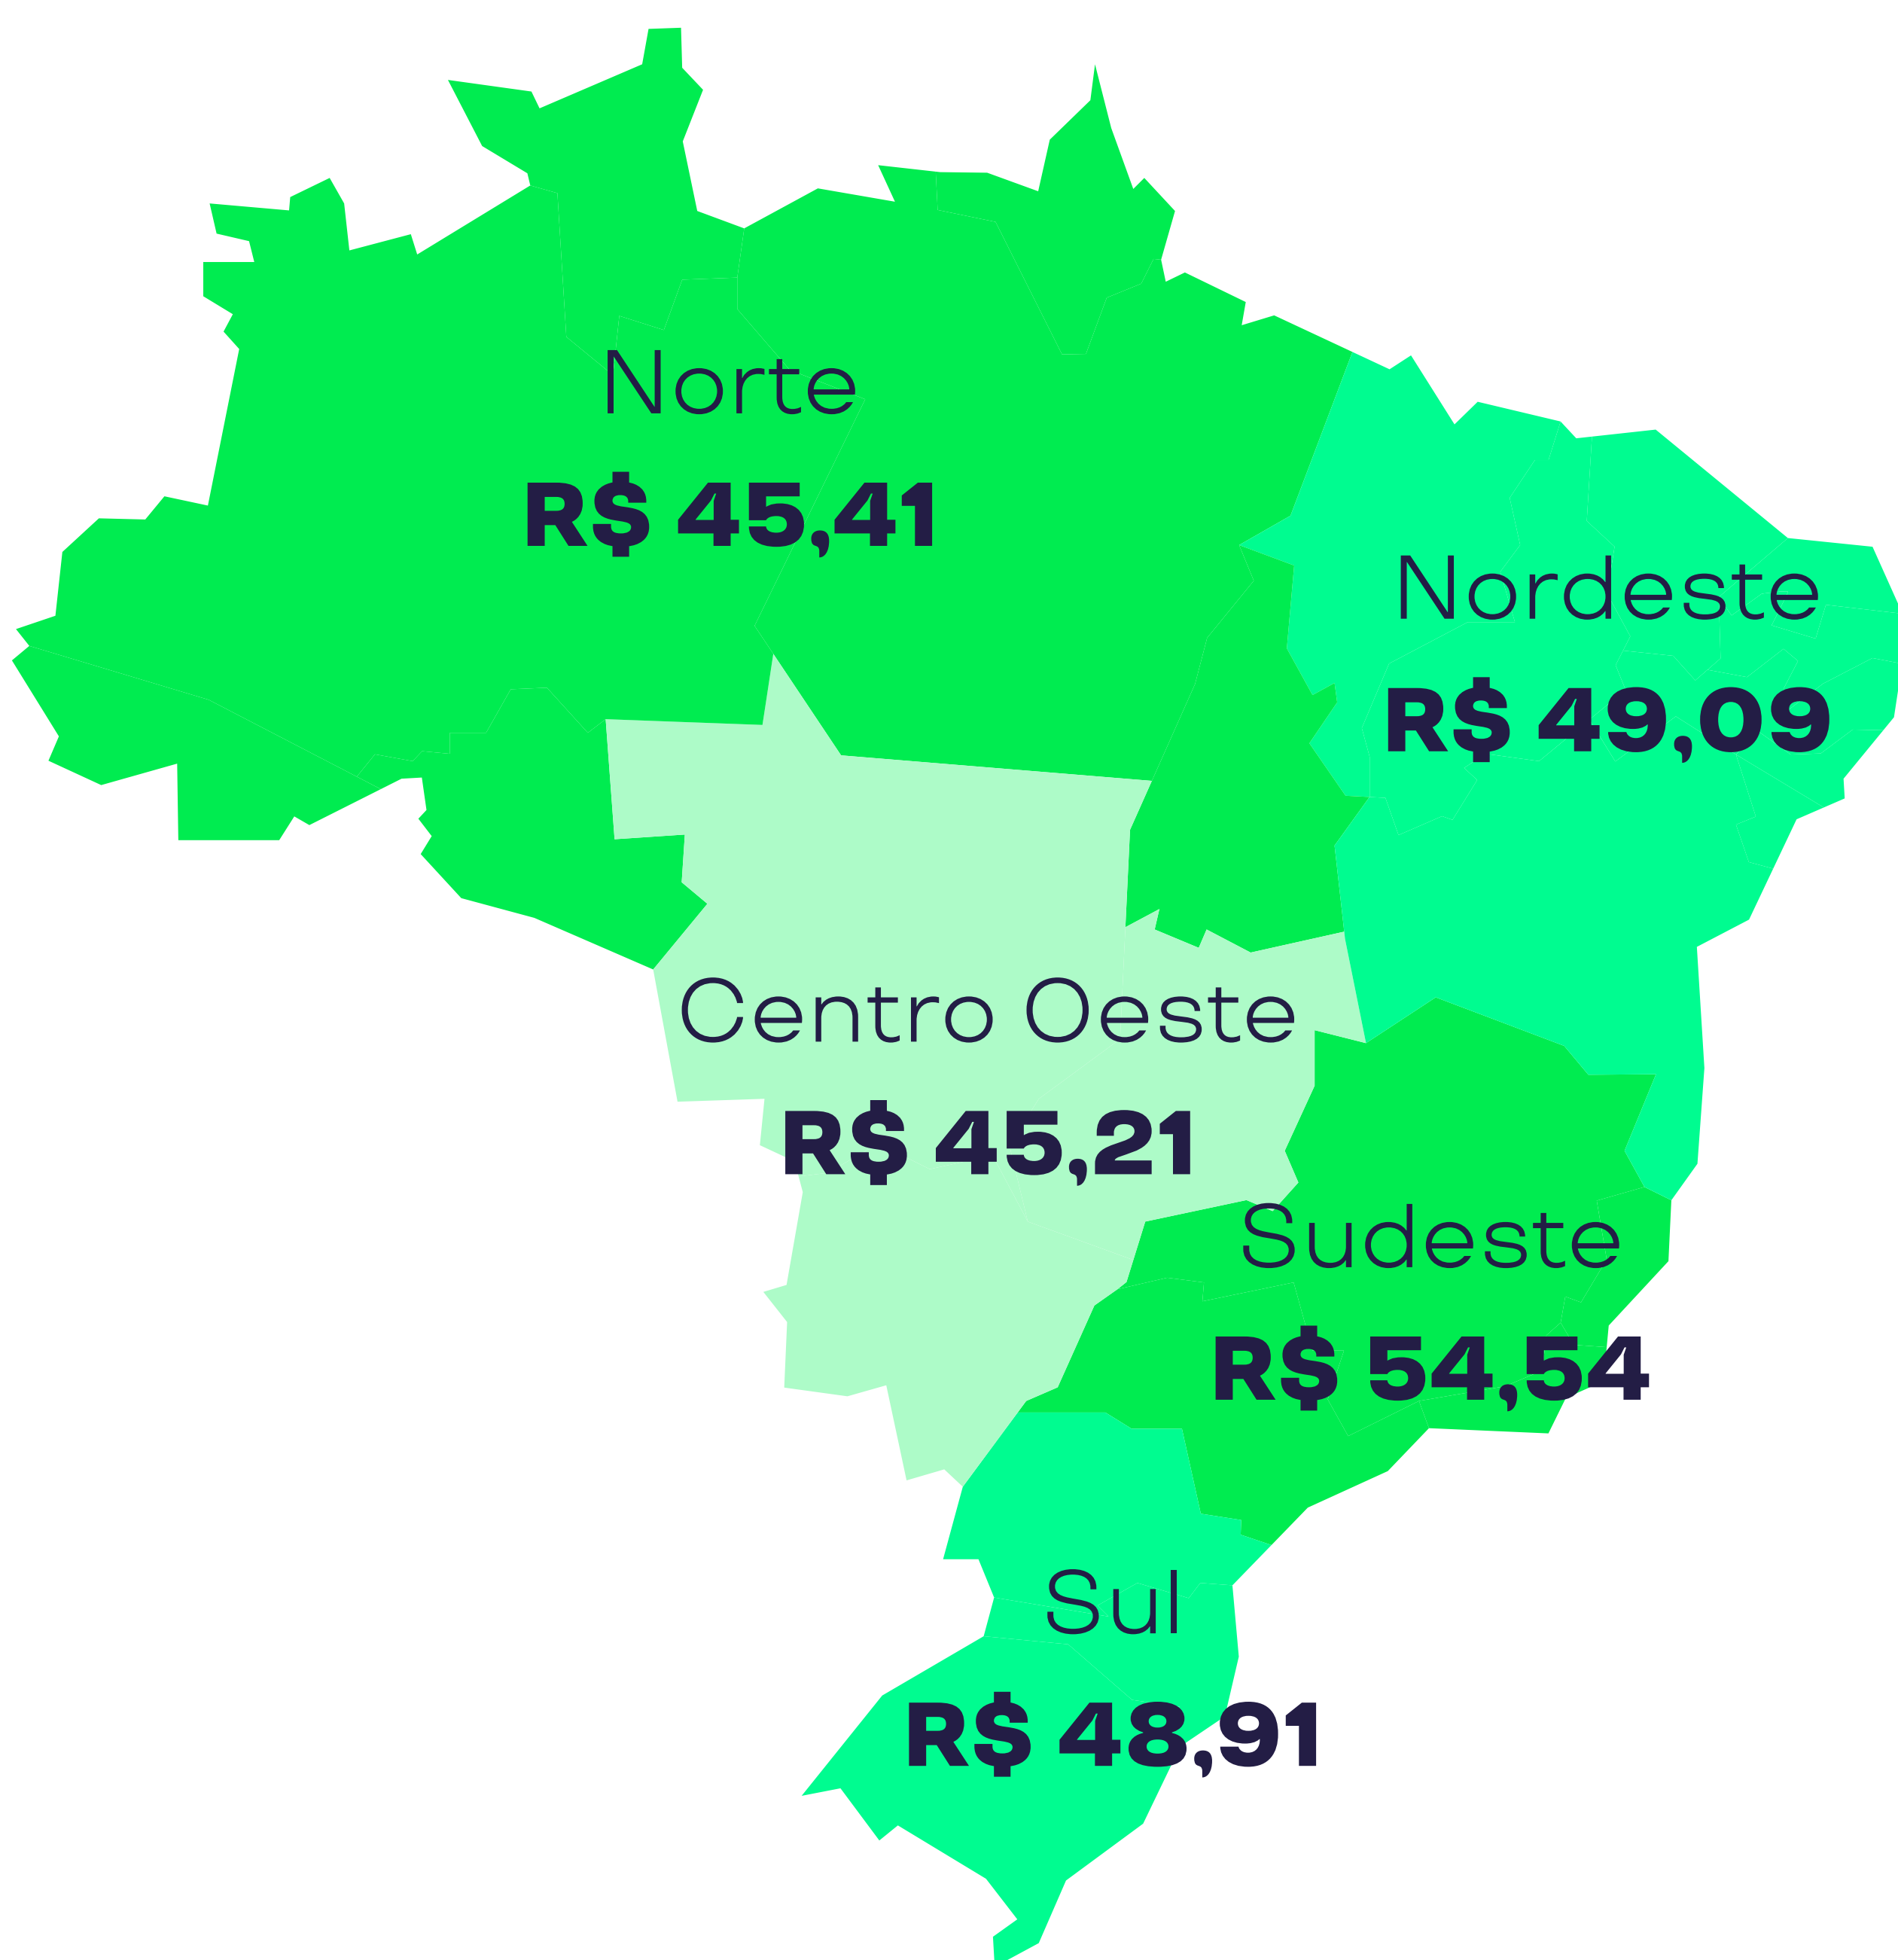 Norte
R$ 45,41
Nordeste
R$ 49,09
Centro Oeste
R$ 45,21
Sudeste
R$ 54,54
Sul
R$ 48,91